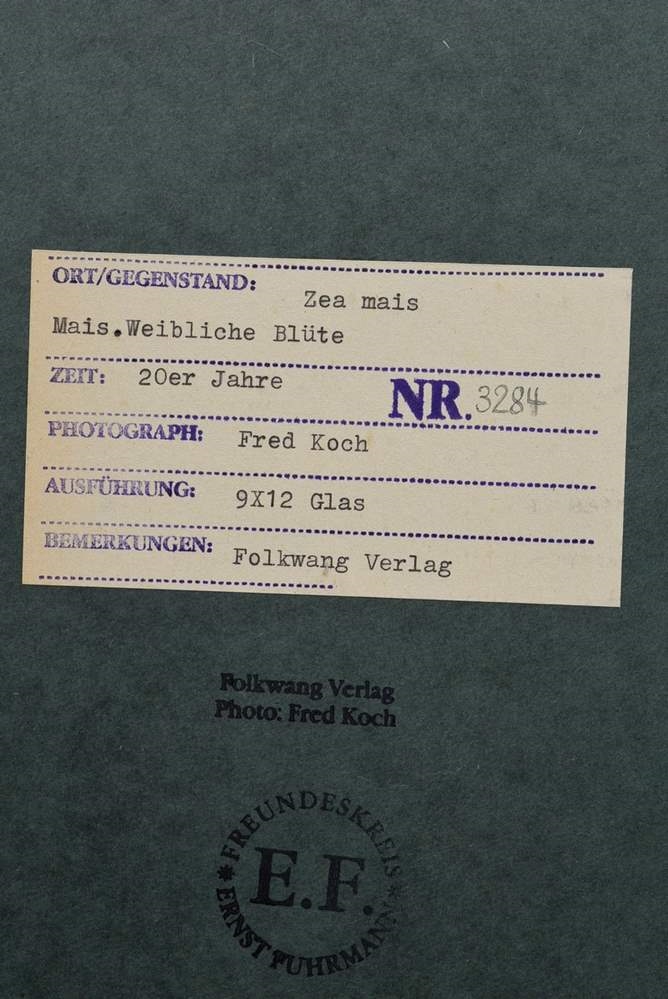 ORT/GEGENSTAND: Zea mais
Mais.Weibliche Blüte
ZEIT: 20er Jahre
NR. 3284
PHOTOGRAPH: Fred Koch
AUSFÜHRUNG: 9X12 Glas
BEMERKUNGEN: Folkwang Verlag
Folkwang Verlag
Photo: Fred Koch
* FREUNDESKREIS *
E.F.
ERNST FUHRMANN